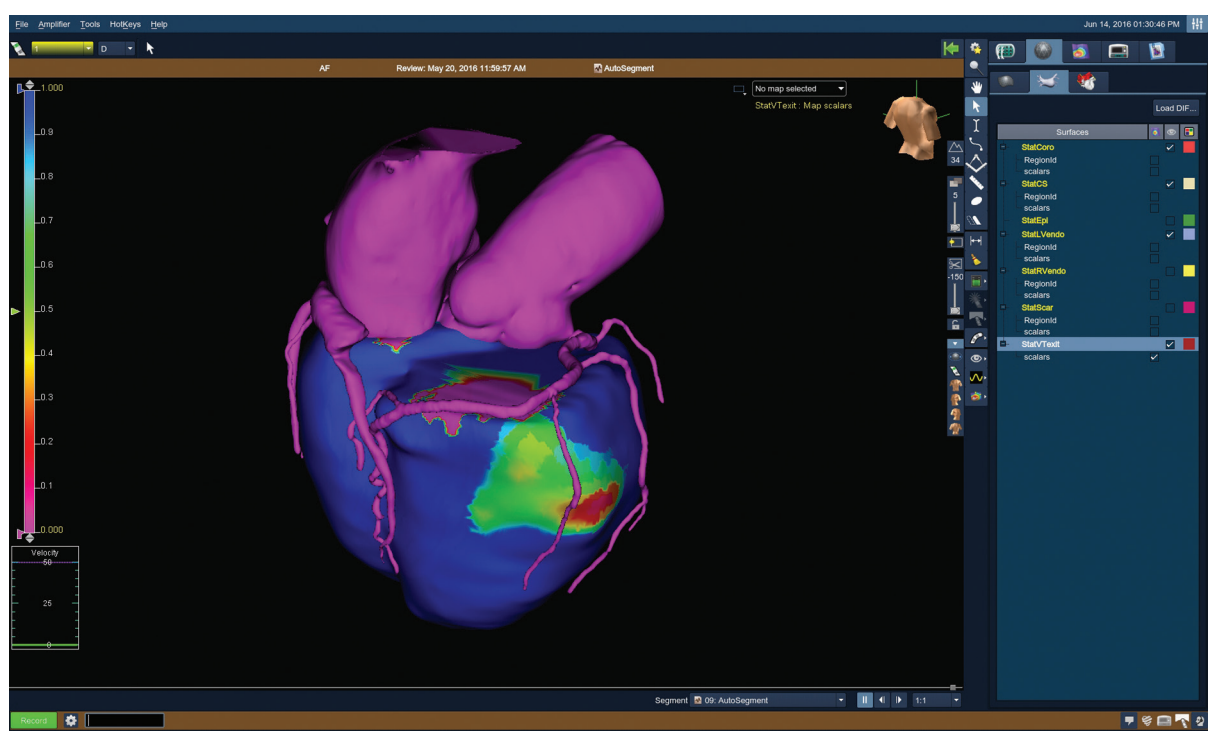 File Amplifier Tools HotKeys Help
Jun 14, 2016 01:30:46 PM
1
D
AF
Review: May 20, 2016 11:59:57 AM
AutoSegment
No map selected
StatVTexit : Map scalars
1.000
0.9
0.8
0.7
0.6
0.5
0.4
0.3
0.2
0.1
0.000
Velocity
50
25
0
34
5
-150
Load DIF...
Surfaces
StatCoro
RegionId
scalars
StatCS
RegionId
scalars
StatEpi
StatLVendo
RegionId
scalars
StatRVendo
RegionId
scalars
StatScar
RegionId
scalars
StatVTexit
scalars
Segment 09: AutoSegment
1:1
Record